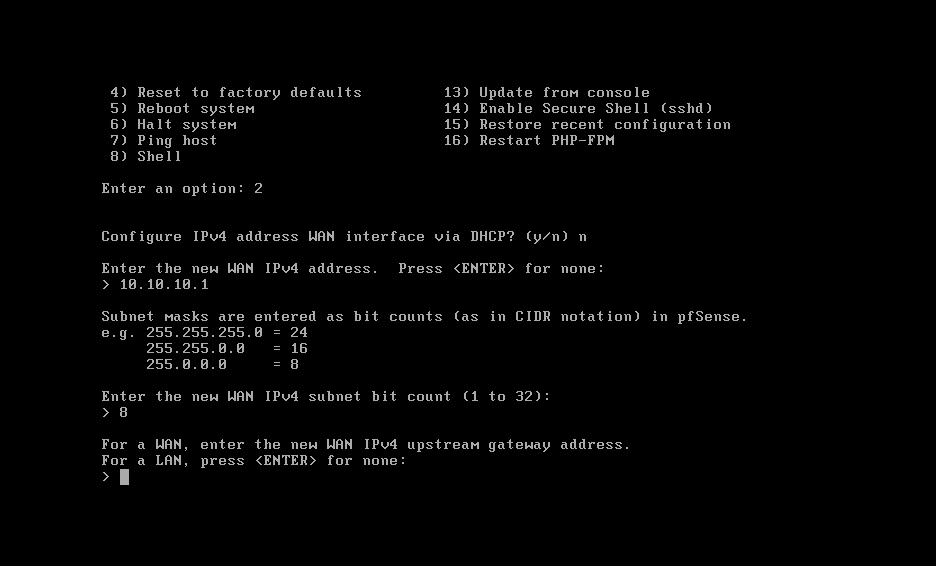 4) Reset to factory defaults 13) Update from console
5) Reboot system 14) Enable Secure Shell (sshd)
6) Halt system 15) Restore recent configuration
7) Ping host 16) Restart PHP-FPM
8) Shell
Enter an option: 2
Configure IPv4 address WAN interface via DHCP? (y/n) n
Enter the new WAN IPv4 address.  Press <ENTER> for none:
> 10.10.10.1
Subnet masks are entered as bit counts (as in CIDR notation) in pfSense.
e.g. 255.255.255.0 = 24
255.255.0.0   = 16
255.0.0.0     = 8
Enter the new WAN IPv4 subnet bit count (1 to 32):
> 8
For a WAN, enter the new WAN IPv4 upstream gateway address.
For a LAN, press <ENTER> for none:
>